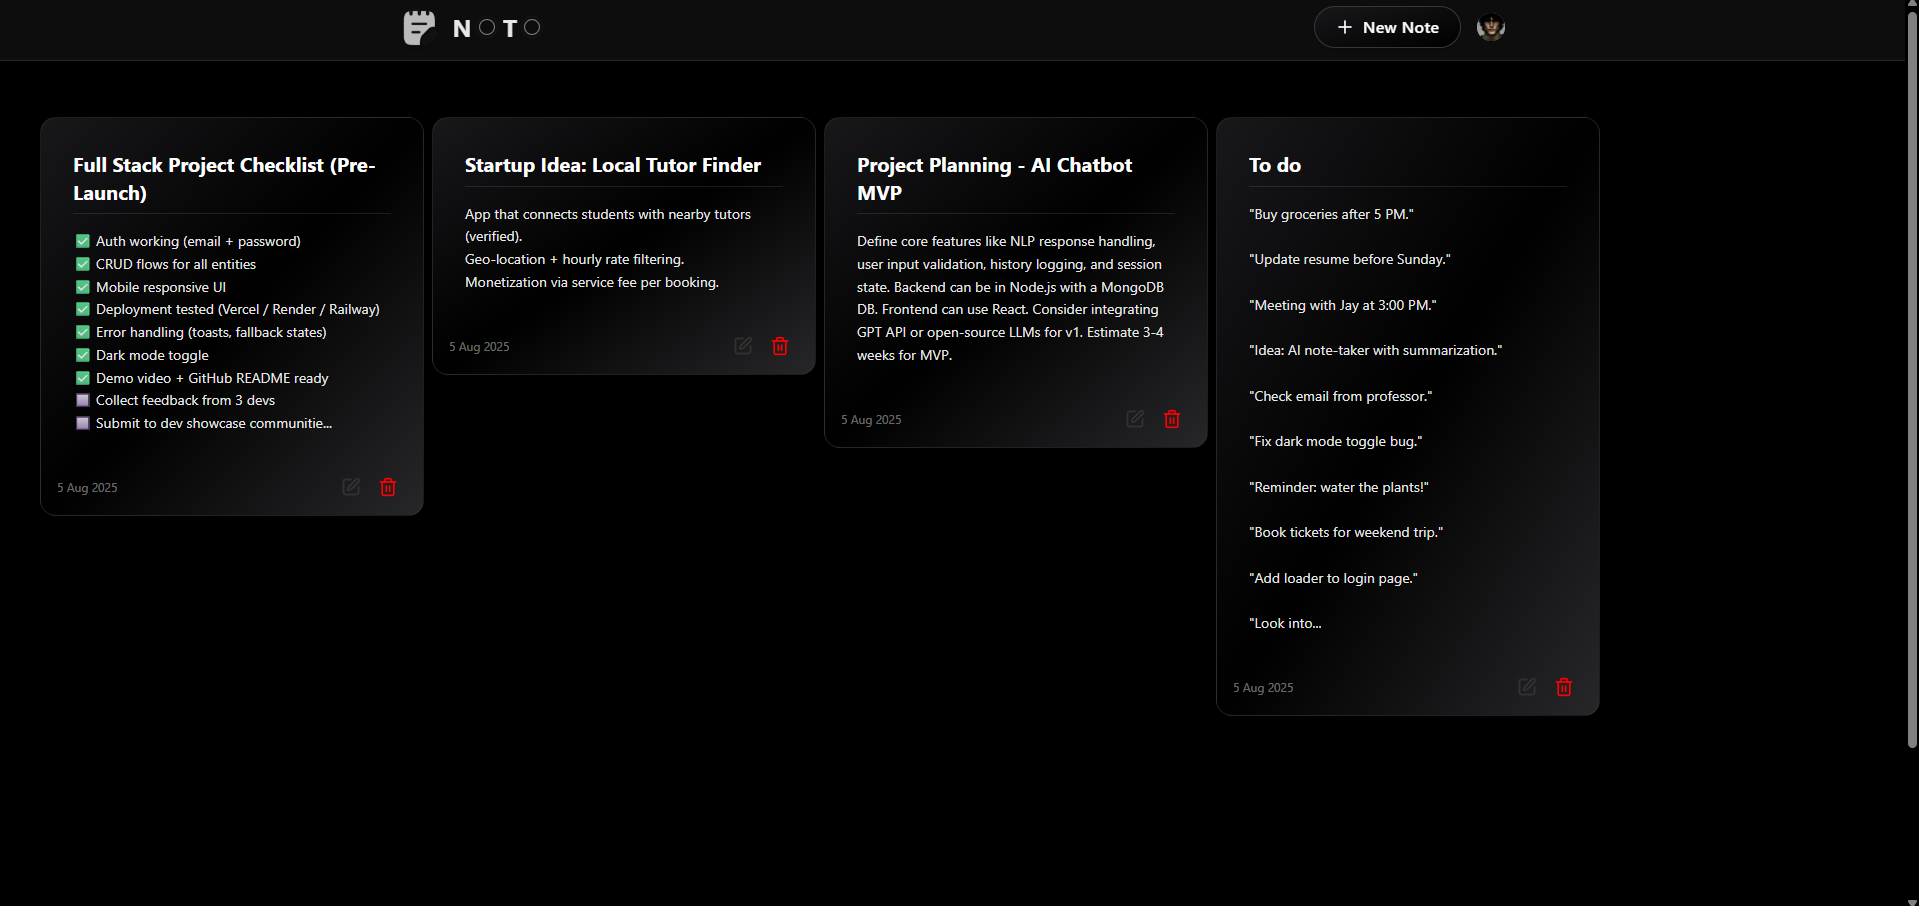 NOTO
+ New Note
Full Stack Project Checklist (Pre-
Launch)
✅ Auth working (email + password)
✅ CRUD flows for all entities
✅ Mobile responsive UI
✅ Deployment tested (Vercel / Render / Railway)
✅ Error handling (toasts, fallback states)
✅ Dark mode toggle
✅ Demo video + GitHub README ready
Collect feedback from 3 devs
Submit to dev showcase communitie...
5 Aug 2025
Startup Idea: Local Tutor Finder
App that connects students with nearby tutors
(verified).
Geo-location + hourly rate filtering.
Monetization via service fee per booking.
5 Aug 2025
Project Planning - AI Chatbot
MVP
Define core features like NLP response handling,
user input validation, history logging, and session
state. Backend can be in Node.js with a MongoDB
DB. Frontend can use React. Consider integrating
GPT API or open-source LLMs for v1. Estimate 3-4
weeks for MVP.
5 Aug 2025
To do
"Buy groceries after 5 PM."
"Update resume before Sunday."
"Meeting with Jay at 3:00 PM."
"Idea: AI note-taker with summarization."
"Check email from professor."
"Fix dark mode toggle bug."
"Reminder: water the plants!"
"Book tickets for weekend trip."
"Add loader to login page."
"Look into...
5 Aug 2025